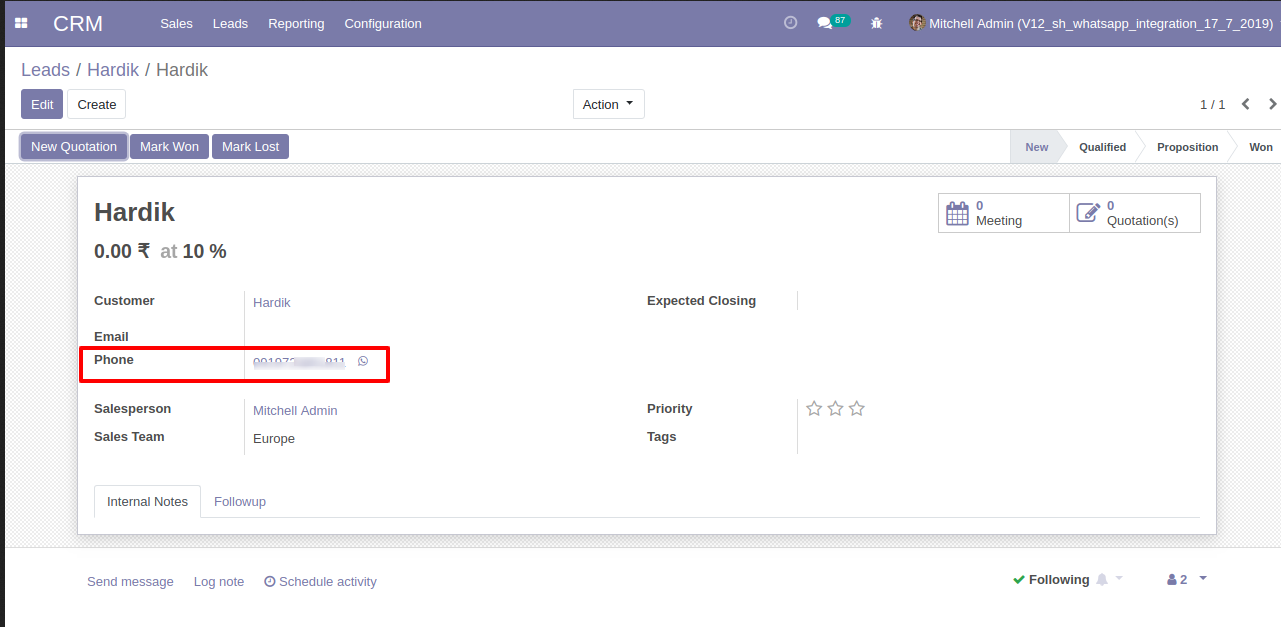 CRM Sales Leads Reporting Configuration 87 Mitchell Admin (V12_sh_whatsapp_integration_17_7_2019)
Leads / Hardik / Hardik
Edit Create Action 1 / 1
New Quotation Mark Won Mark Lost New Qualified Proposition Won
Hardik
0 Meeting
0 Quotation(s)
0.00 ₹ at 10 %
Customer Hardik Expected Closing
Email
Phone
Salesperson Mitchell Admin Priority
Sales Team Europe Tags
Internal Notes Followup
Send message Log note Schedule activity Following 2